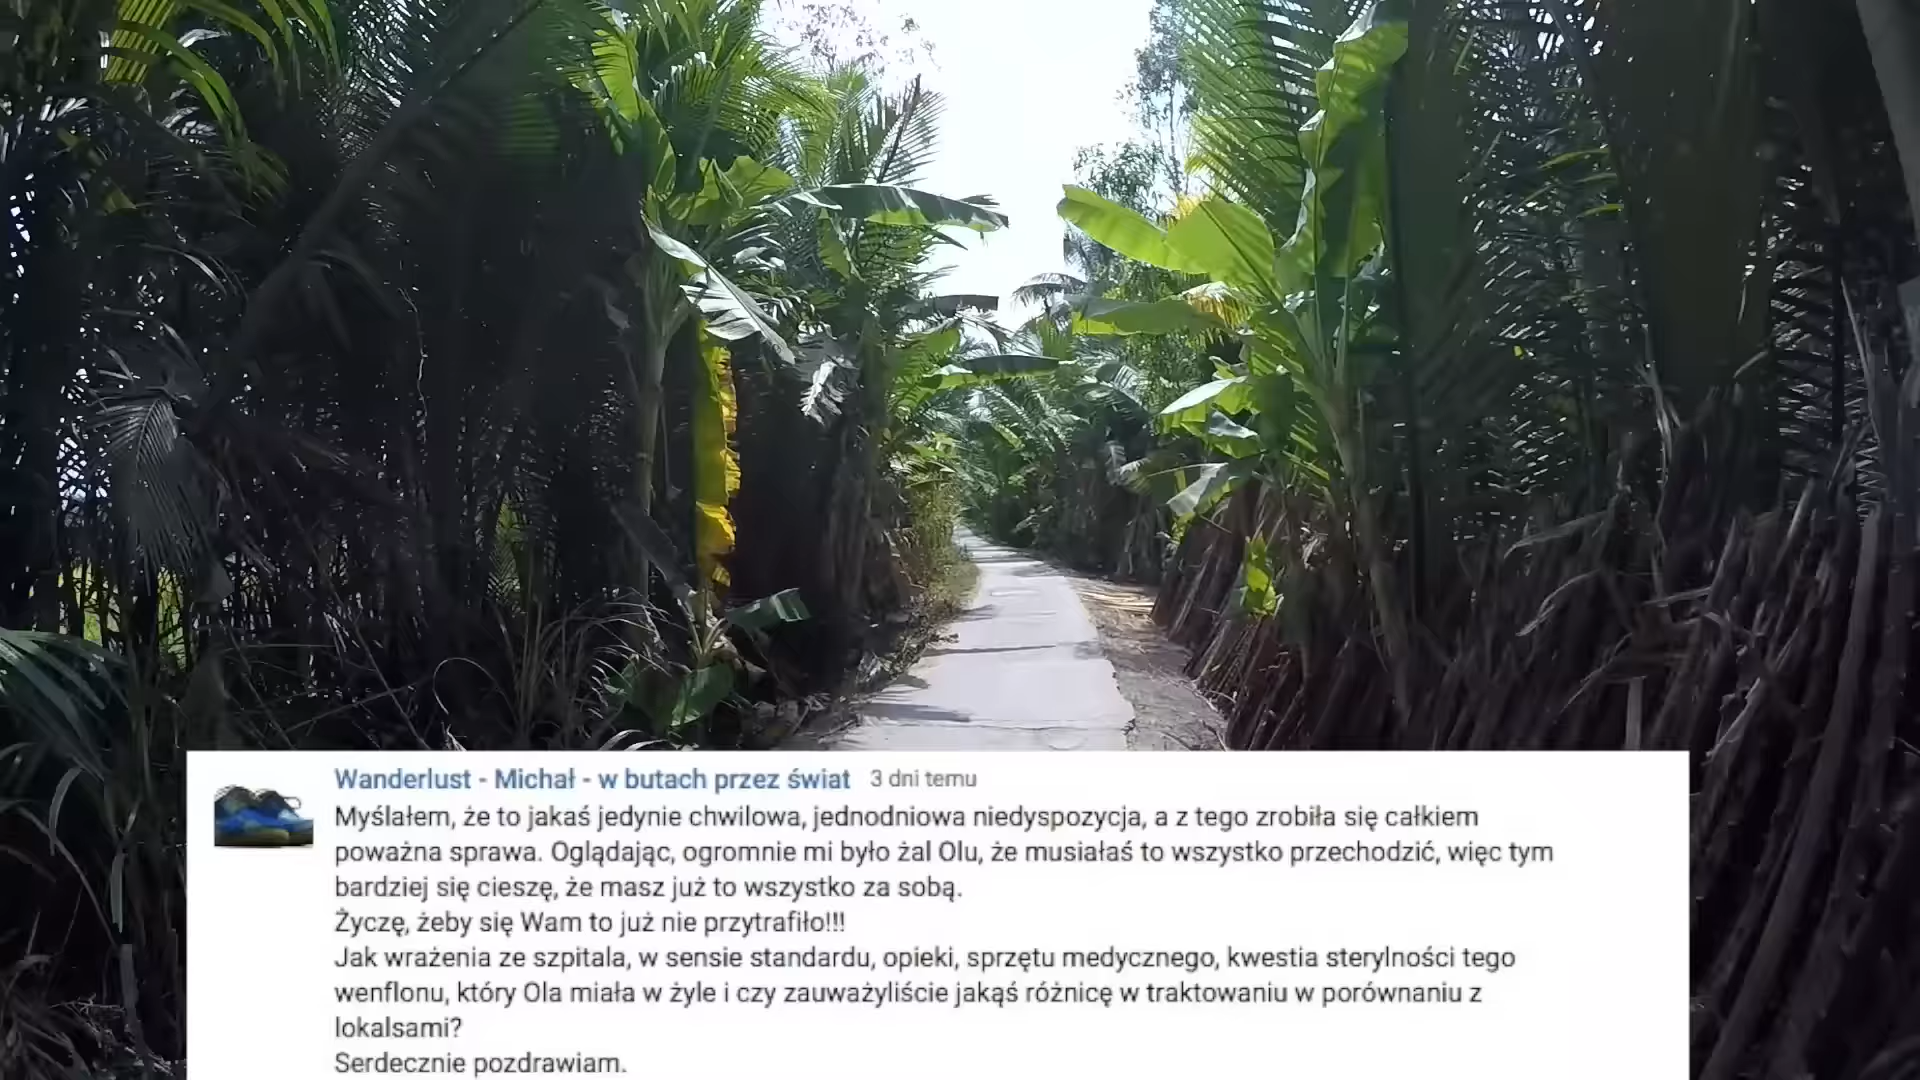 Wanderlust - Michał - w butach przez świat 3 dni temu
Myślałem, że to jakaś jedynie chwilowa, jednodniowa niedyspozycja, a z tego zrobiła się całkiem
poważna sprawa. Oglądając, ogromnie mi było żal Olu, że musiałaś to wszystko przechodzić, więc tym
bardziej się cieszę, że masz już to wszystko za sobą.
Życzę, żeby się Wam to już nie przytrafiło!!!
Jak wrażenia ze szpitala, w sensie standardu, opieki, sprzętu medycznego, kwestia sterylności tego
wenflonu, który Ola miała w żyle i czy zauważyliście jakąś różnicę w traktowaniu w porównaniu z
lokalsami?
Serdecznie pozdrawiam.